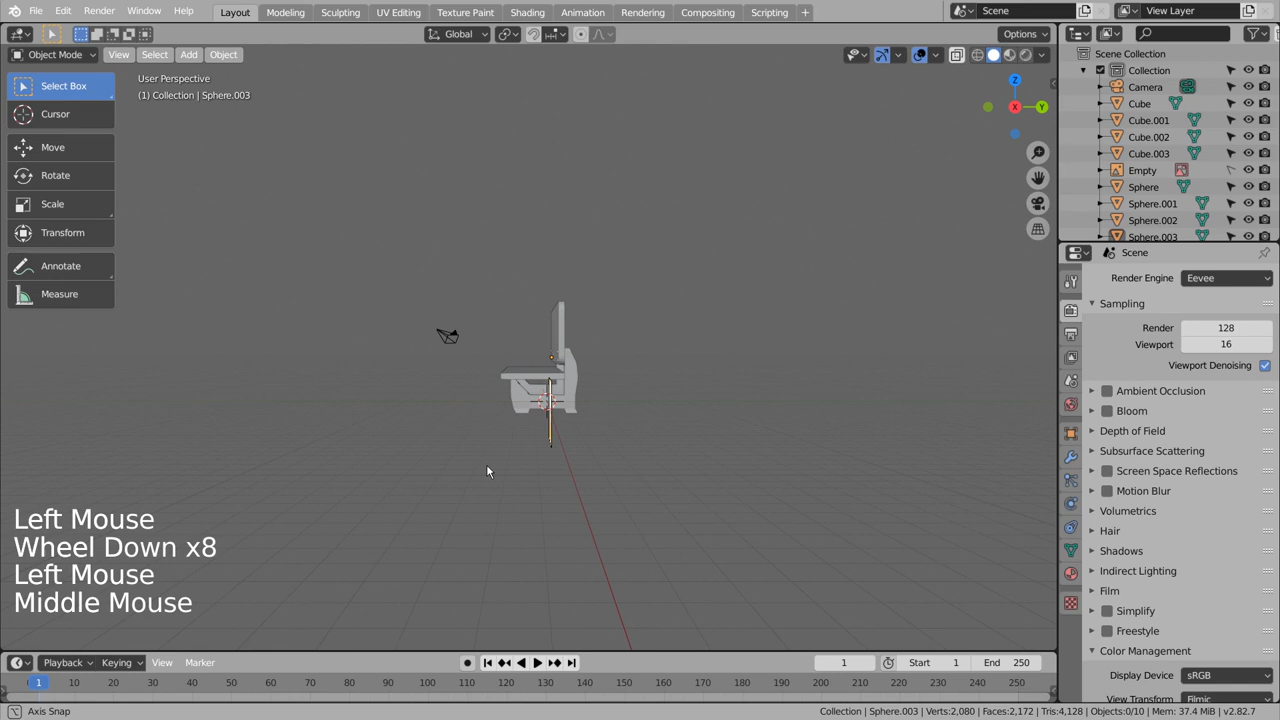 File Edit Render Window Help Layout Modeling Sculpting UV Editing Texture Paint Shading Animation Rendering Compositing Scripting + Scene View Layer
Global Options
Object Mode View Select Add Object
Select Box
Cursor
Move
Rotate
Scale
Transform
Annotate
Measure
User Perspective
(1) Collection | Sphere.003
Z
X
Y
Left Mouse
Wheel Down x8
Left Mouse
Middle Mouse
Scene Collection
Collection
Camera
Cube
Cube.001
Cube.002
Cube.003
Empty
Sphere
Sphere.001
Sphere.002
Sphere.003
Scene
Render Engine Eevee
Sampling
Render 128
Viewport 16
Viewport Denoising
Ambient Occlusion
Bloom
Depth of Field
Subsurface Scattering
Screen Space Reflections
Motion Blur
Volumetrics
Hair
Shadows
Indirect Lighting
Film
Simplify
Freestyle
Color Management
Display Device sRGB
View Transform Filmic
Playback Keying View Marker 1 Start 1 End 250
1 10 20 30 40 50 60 70 80 90 100 110 120 130 140 150 160 170 180 190 200 210 220 230 240 250
Axis Snap Collection | Sphere.003 | Verts:2,080 | Faces:2,172 | Tris:4,128 | Objects:0/10 | Mem: 37.4 MiB | v2.82.7